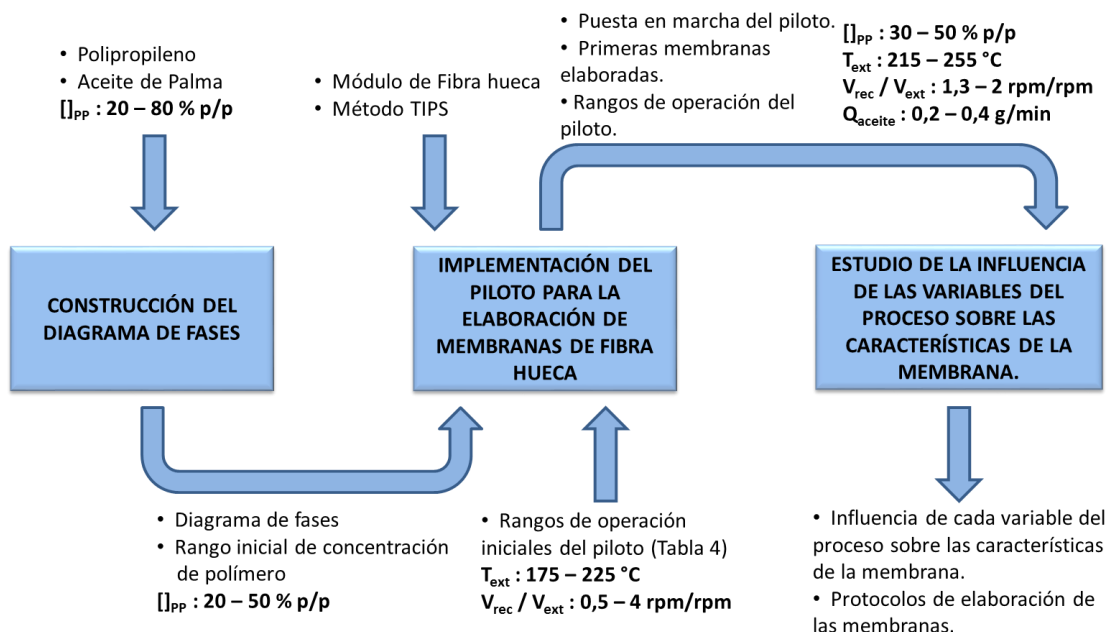 • Polipropileno
• Aceite de Palma
[]PP : 20 – 80 % p/p
• Módulo de Fibra hueca
• Método TIPS
• Puesta en marcha del piloto.
• Primeras membranas
elaboradas.
• Rangos de operación del
piloto.
[]PP : 30 – 50 % p/p
Text : 215 – 255 °C
Vrec / Vext : 1,3 – 2 rpm/rpm
Qaceite : 0,2 – 0,4 g/min
CONSTRUCCIÓN DEL
DIAGRAMA DE FASES
IMPLEMENTACIÓN DEL
PILOTO PARA LA
ELABORACIÓN DE
MEMBRANAS DE FIBRA
HUECA
ESTUDIO DE LA INFLUENCIA
DE LAS VARIABLES DEL
PROCESO SOBRE LAS
CARACTERÍSTICAS DE LA
MEMBRANA.
• Diagrama de fases
• Rango inicial de concentración
de polímero
[]PP : 20 – 50 % p/p
• Rangos de operación
iniciales del piloto (Tabla 4)
Text : 175 – 225 °C
Vrec / Vext : 0,5 – 4 rpm/rpm
• Influencia de cada variable del
proceso sobre las características
de la membrana.
• Protocolos de elaboración de
las membranas.